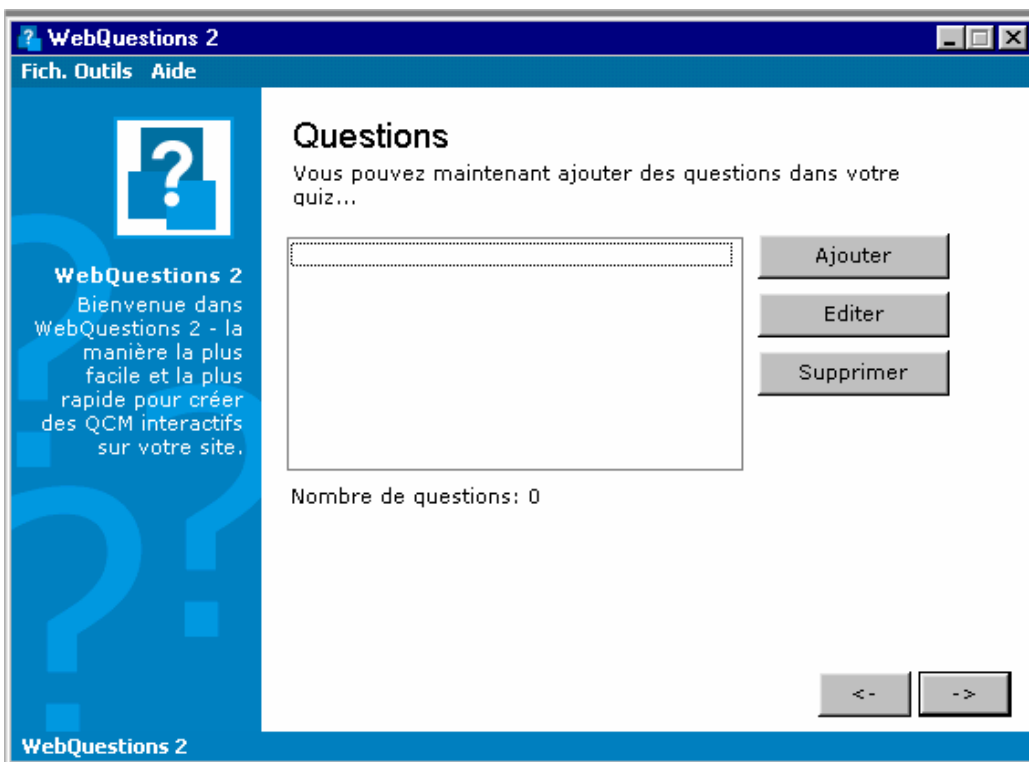 WebQuestions 2
Fich. Outils Aide
WebQuestions 2
Bienvenue dans
WebQuestions 2 - la
manière la plus
facile et la plus
rapide pour créer
des QCM interactifs
sur votre site.
Questions
Vous pouvez maintenant ajouter des questions dans votre
quiz...
Ajouter
Editer
Supprimer
Nombre de questions: 0
<-
->
WebQuestions 2